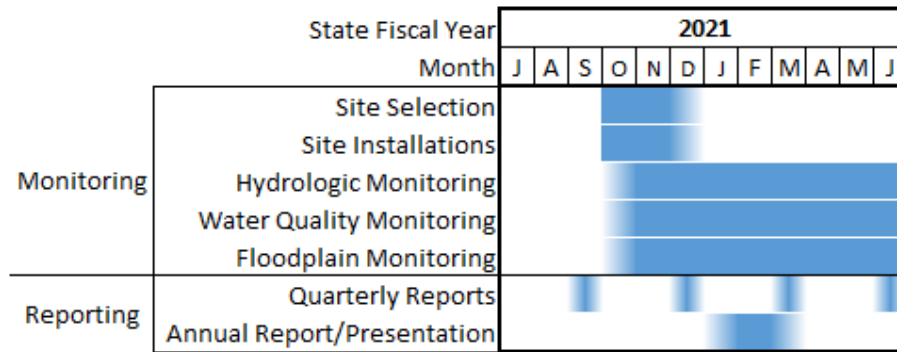 State Fiscal Year 2021
Month J A S O N D J F M A M J
Site Selection
Site Installations
Monitoring Hydrologic Monitoring
Water Quality Monitoring
Floodplain Monitoring
Quarterly Reports
Reporting
Annual Report/Presentation